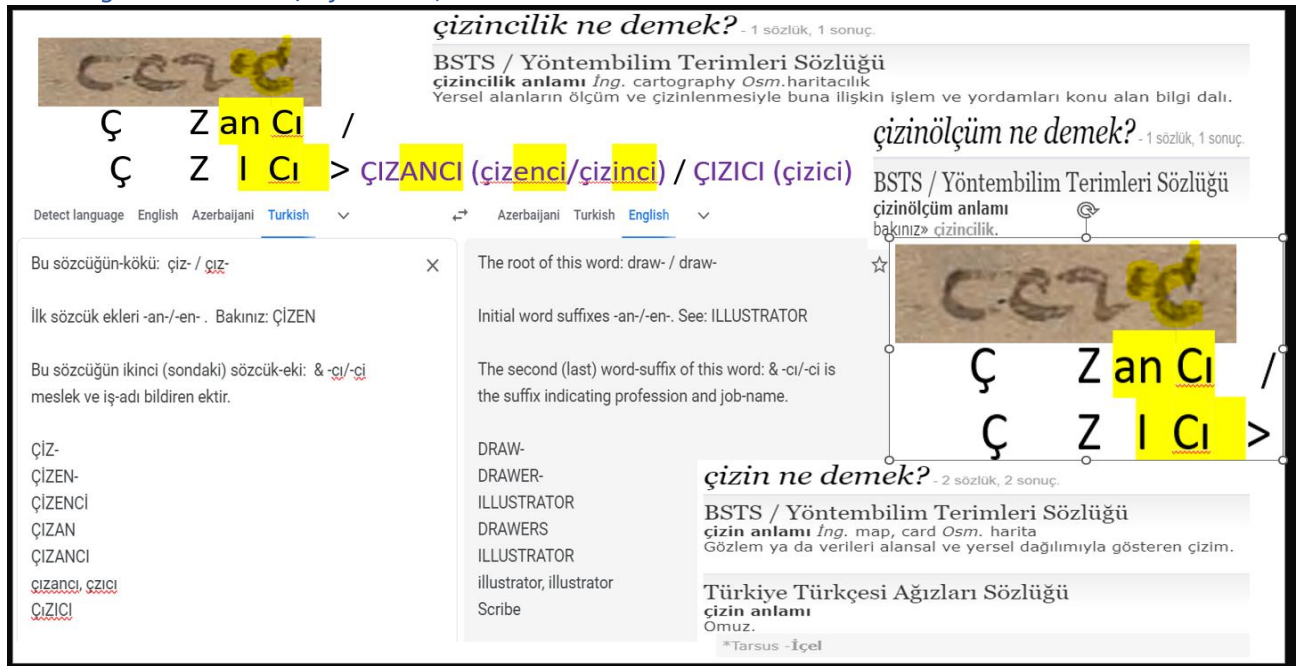 çizincilik ne demek? - 1 sözlük, 1 sonuç.
BSTS / Yöntembilim Terimleri Sözlüğü
çizincilik anlamı İng. cartography Osm.haritacılık
Yersel alanların ölçüm ve çizinlenmesiyle buna ilişkin işlem ve yordamları konu alan bilgi dalı.
Ç Z an Cı /
Ç Z I Cı > ÇIZANCI (çizenci/çizinci) / ÇIZICI (çizici)
çizinölçüm ne demek? - 1 sözlük, 1 sonuç.
BSTS / Yöntembilim Terimleri Sözlüğü
çizinölçüm anlamı
bakınız» çizincilik.
Detect language English Azerbaijani Turkish
Azerbaijani Turkish English
Bu sözcüğün-kökü: çiz- / çız-
İlk sözcük ekleri -an-/-en- . Bakınız: ÇİZEN
Bu sözcüğün ikinci (sondaki) sözcük-eki: & -çı/-çi
meslek ve iş-adı bildiren ektir.
ÇİZ-
ÇİZEN-
ÇİZENCİ
ÇIZAN
ÇIZANCI
çızancı, çzıcı
ÇıZICI
The root of this word: draw- / draw-
Initial word suffixes -an-/-en-. See: ILLUSTRATOR
The second (last) word-suffix of this word: & -cı/-ci is
the suffix indicating profession and job-name.
DRAW-
DRAWER-
ILLUSTRATOR
DRAWERS
ILLUSTRATOR
illustrator, illustrator
Scribe
Ç Z an Cı /
Ç Z I Cı >
çizin ne demek? - 2 sözlük, 2 sonuç.
BSTS / Yöntembilim Terimleri Sözlüğü
çizin anlamı İng. map, card Osm. harita
Gözlem ya da verileri alansal ve yersel dağılımıyla gösteren çizim.
Türkiye Türkçesi Ağızları Sözlüğü
çizin anlamı
Omuz.
*Tarsus -İçel